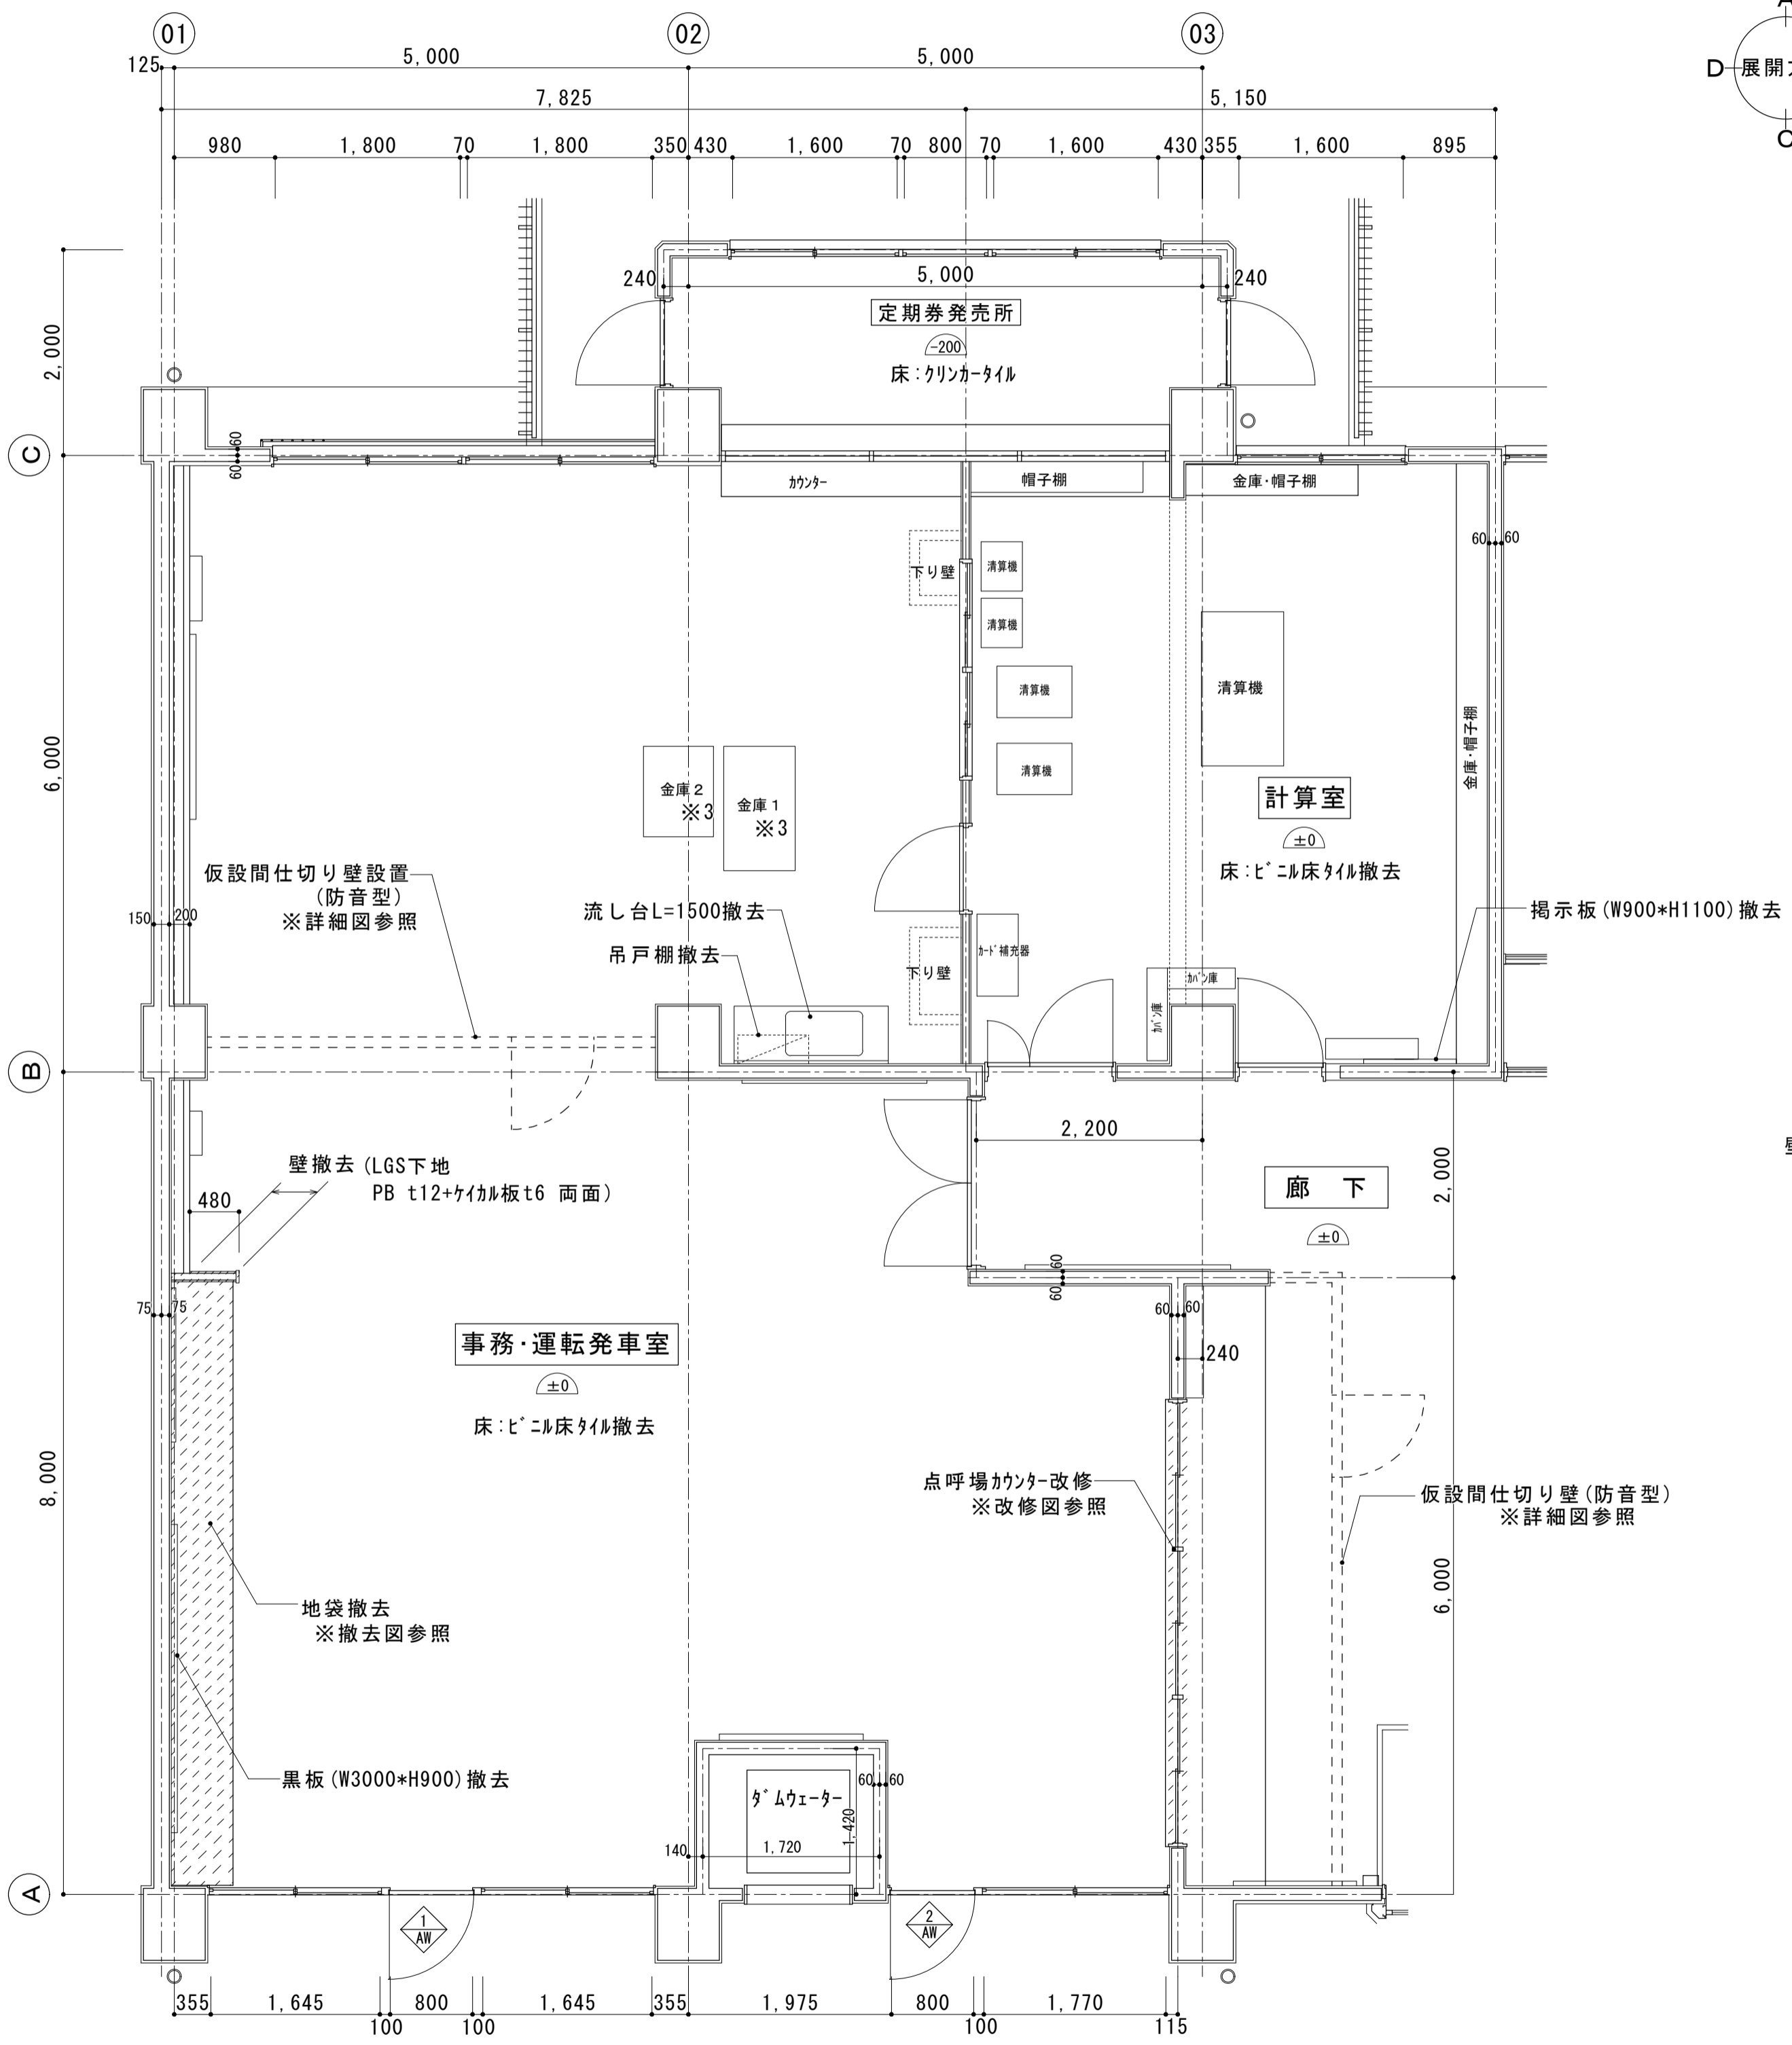 01
02
03
A
D
展開
C
125
5,000
5,000
7,825
5,150
980
1,800
70
1,800
350
430
1,600
70
800
70
1,600
430
355
1,600
895
2,000
240
5,000
240
定期券発売所
-200
床:クリンカータイル
C
60
60
カウンター
帽子棚
金庫・帽子棚
60
60
下り壁
清算機
清算機
清算機
清算機
清算機
金庫・帽子棚
6,000
金庫2
※3
金庫1
※3
計算室
±0
床:ビニル床タイル撤去
仮設間仕切り壁設置
(防音型)
※詳細図参照
150
200
流し台L=1500撤去
吊戸棚撤去
掲示板(W900*H1100)撤去
カード補充器
下り壁
カバン庫
カバン庫
B
2,200
壁撤去(LGS下地
PB t12+ケイカル板t6 両面)
480
廊 下
±0
2,000
60
60
75
75
60
60
240
事務・運転発車室
±0
床:ビニル床タイル撤去
8,000
点呼場カウンター改修
※改修図参照
仮設間仕切り壁(防音型)
※詳細図参照
6,000
地袋撤去
※撤去図参照
黒板(W3000*H900)撤去
ダムウェーター
60
60
1,420
140
1,720
A
1
AW
2
AW
355
1,645
100
800
100
1,645
355
1,975
800
100
1,770
115